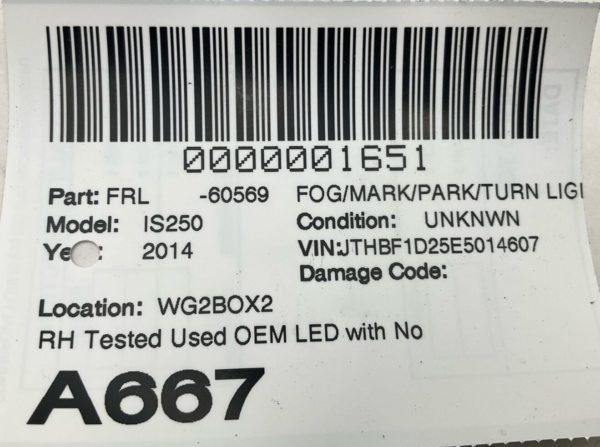 0000001651
Part: FRL -60569 FOG/MARK/PARK/TURN LIGI
Model: IS250 Condition: UNKNWN
Ye : 2014 VIN:JTHBF1D25E5014607
Damage Code:
Location: WG2BOX2
RH Tested Used OEM LED with No
A667